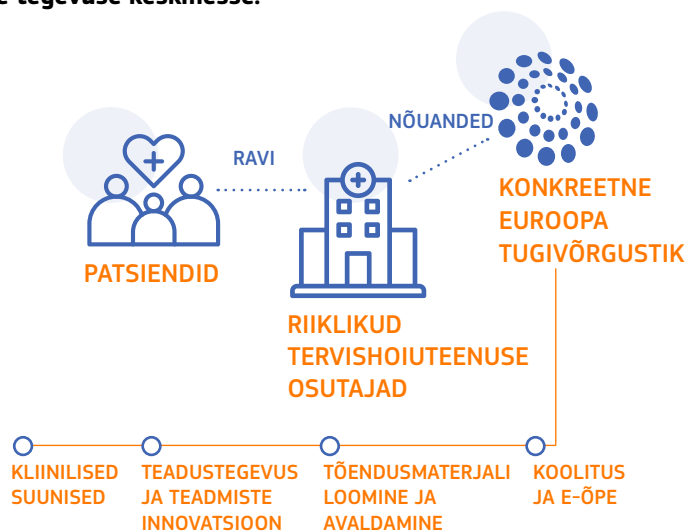 tegevuse keskmesse.
NÕUANDED
RAVI
KONKREETNE
EUROOPA
TUGIVÕRGUSTIK
PATSIENDID
RIIKLIKUD
TERVISHOIUTEENUSE
OSUTAJAD
KLIINILISED
SUUNISED
TEADUSTEGEVUS
JA TEADMISTE
INNOVATSIOON
TÕENDUSMATERJALI
LOOMINE JA
AVALDAMINE
KOOLITUS
JA E-ÕPE